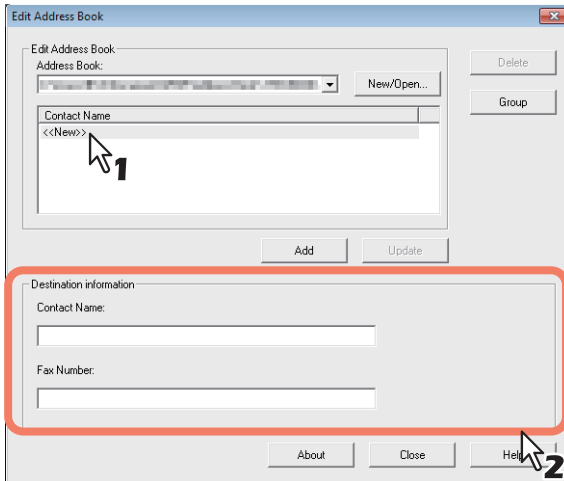 Edit Address Book
Edit Address Book
Address Book:
New/Open...
Delete
Group
Contact Name
<<New>>
1
Add
Update
Destination information
Contact Name:
Fax Number:
About
Close
Help
2